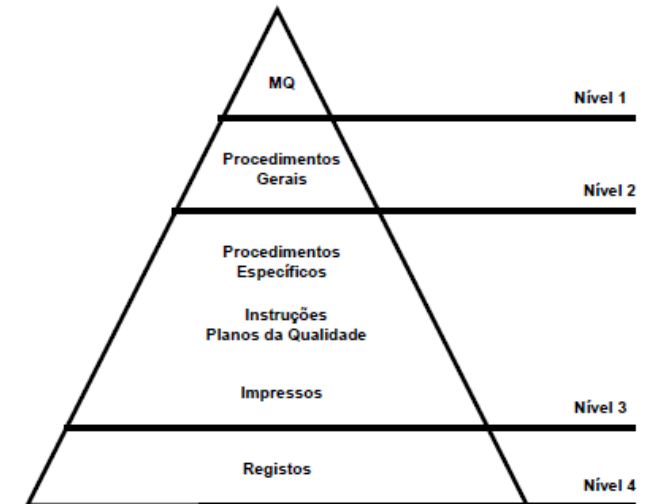 MQ
Nível 1
Procedimentos
Gerais
Nível 2
Procedimentos
Específicos
Instruções
Planos da Qualidade
Impressos
Nível 3
Registos
Nível 4